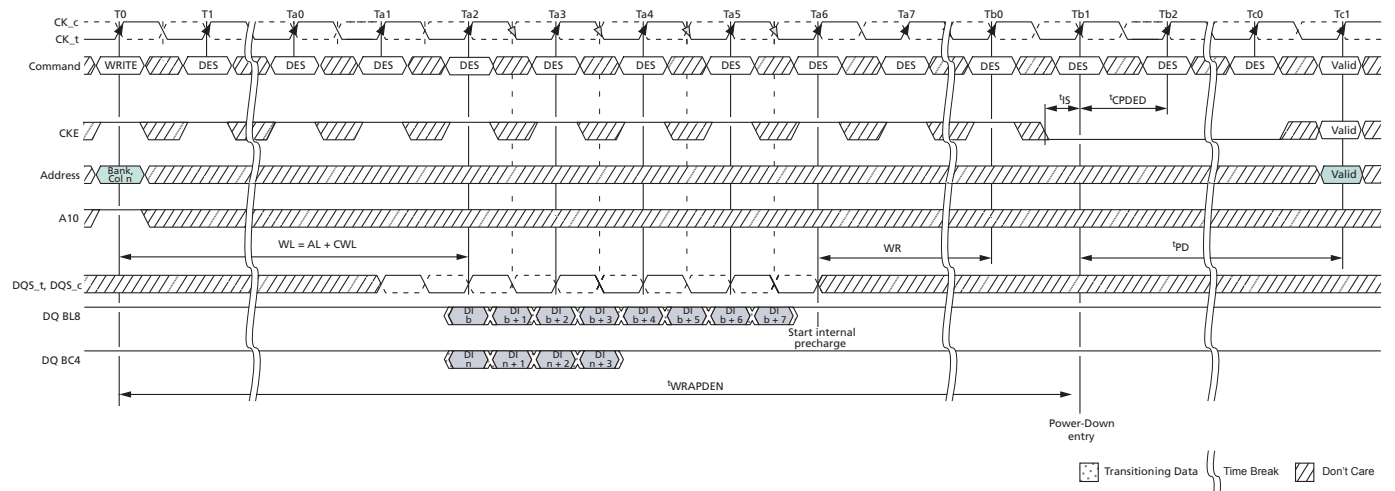 T0 T1 Ta0 Ta1 Ta2 Ta3 Ta4 Ta5 Ta6 Ta7 Tb0 Tb1 Tb2 Tc0 Tc1
CK_c
CK_t
Command WRITE DES DES DES DES DES DES DES DES DES DES DES DES DES Valid
tIS tCPDED
CKE Valid
Address Bank, Col n Valid
A10
WL = AL + CWL WR tPD
DQS_t, DQS_c
DQ BL8 DI b DI b + 1 DI b + 2 DI b + 3 DI b + 4 DI b + 5 DI b + 6 DI b + 7
Start internal
precharge
DQ BC4 DI n DI n + 1 DI n + 2 DI n + 3
tWRAPDEN
Power-Down
entry
Transitioning Data Time Break Don't Care